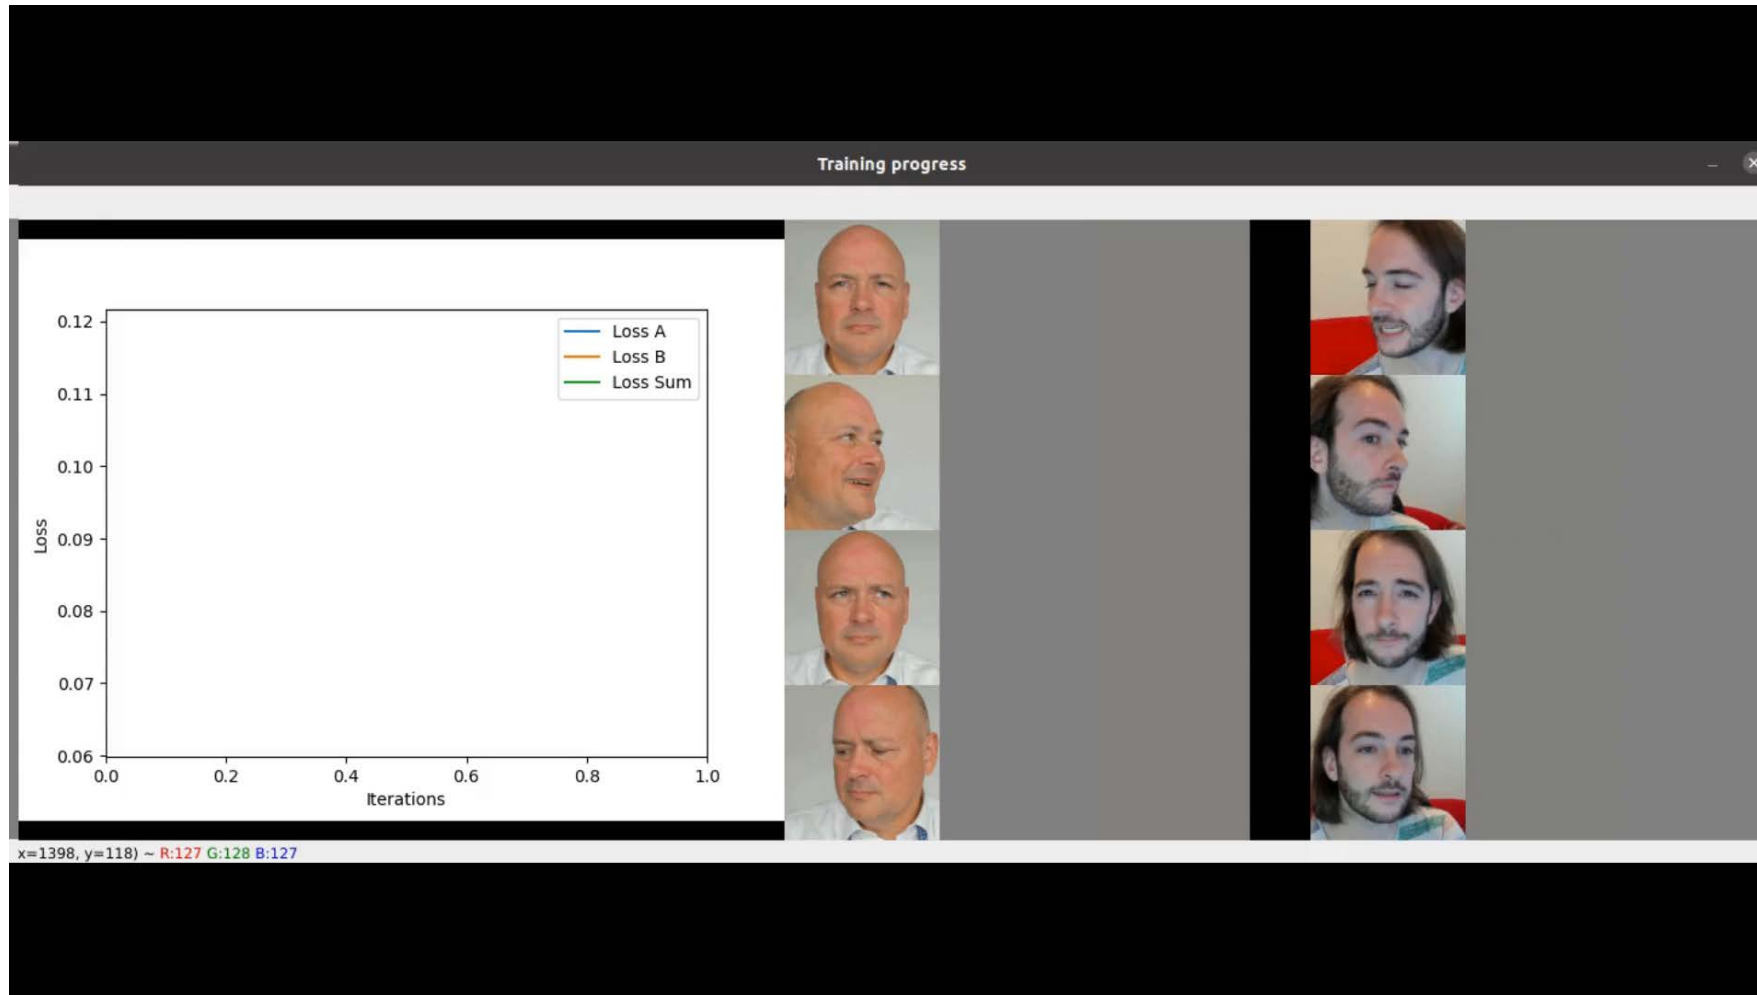 Training progress
Loss A
Loss B
Loss Sum
0.12
0.11
0.10
0.09
0.08
0.07
0.06
Loss
0.0 0.2 0.4 0.6 0.8 1.0
Iterations
x=1398, y=118) ~ R:127 G:128 B:127